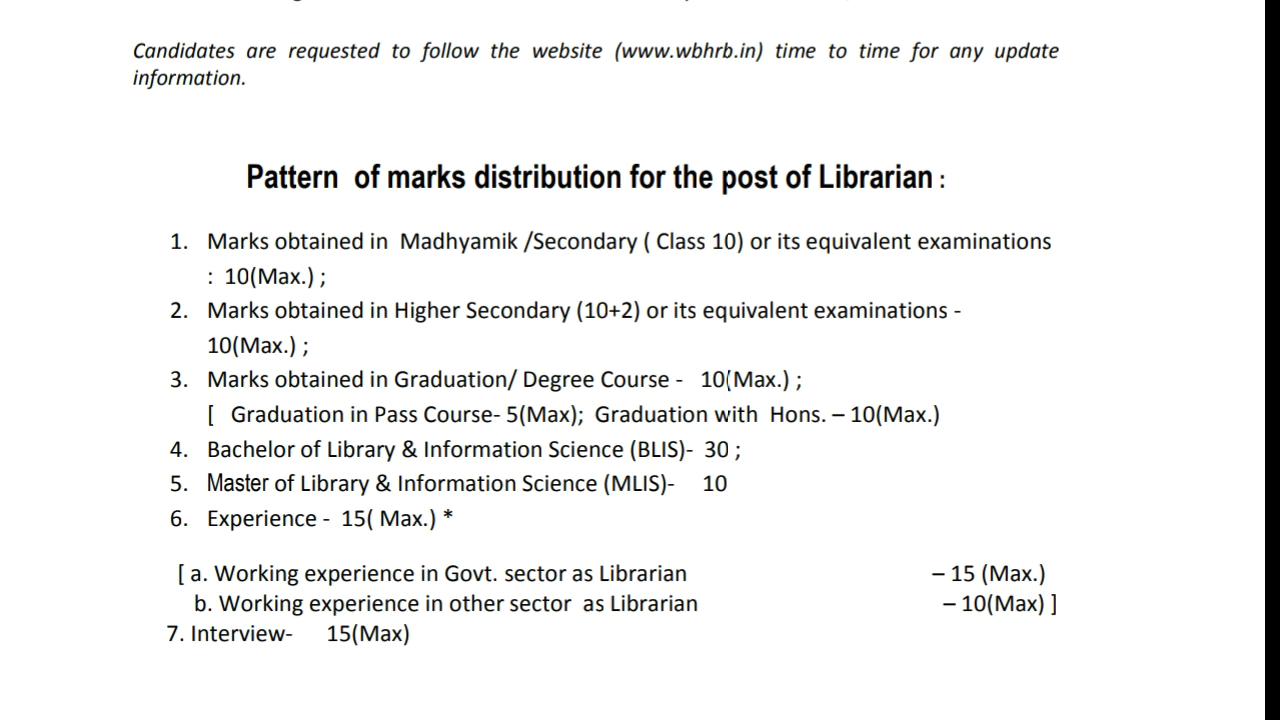 Candidates are requested to follow the website (www.wbhrb.in) time to time for any update
information.
Pattern of marks distribution for the post of Librarian :
1. Marks obtained in Madhyamik /Secondary ( Class 10) or its equivalent examinations
: 10(Max.) ;
2. Marks obtained in Higher Secondary (10+2) or its equivalent examinations -
10(Max.) ;
3. Marks obtained in Graduation/ Degree Course - 10(Max.) ;
[ Graduation in Pass Course- 5(Max); Graduation with Hons. – 10(Max.)
4. Bachelor of Library & Information Science (BLIS)- 30 ;
5. Master of Library & Information Science (MLIS)- 10
6. Experience - 15( Max.) *
[ a. Working experience in Govt. sector as Librarian – 15 (Max.)
b. Working experience in other sector as Librarian – 10(Max) ]
7. Interview- 15(Max)